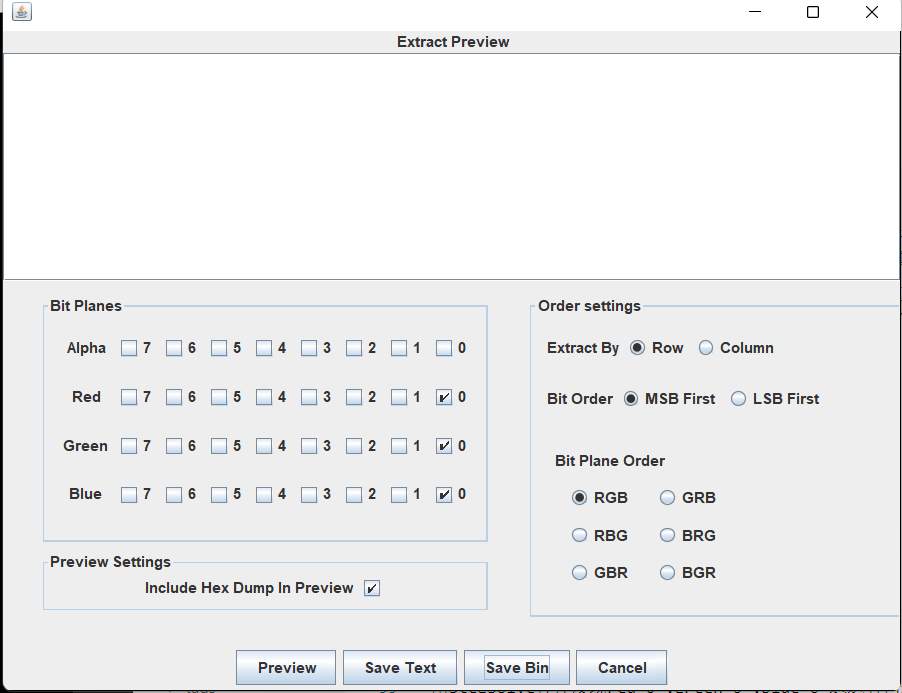 Extract Preview
Bit Planes
Alpha 7 6 5 4 3 2 1 0
Red 7 6 5 4 3 2 1 0
Green 7 6 5 4 3 2 1 0
Blue 7 6 5 4 3 2 1 0
Preview Settings
Include Hex Dump In Preview
Order settings
Extract By Row Column
Bit Order MSB First LSB First
Bit Plane Order
RGB GRB
RBG BRG
GBR BGR
Preview Save Text Save Bin Cancel